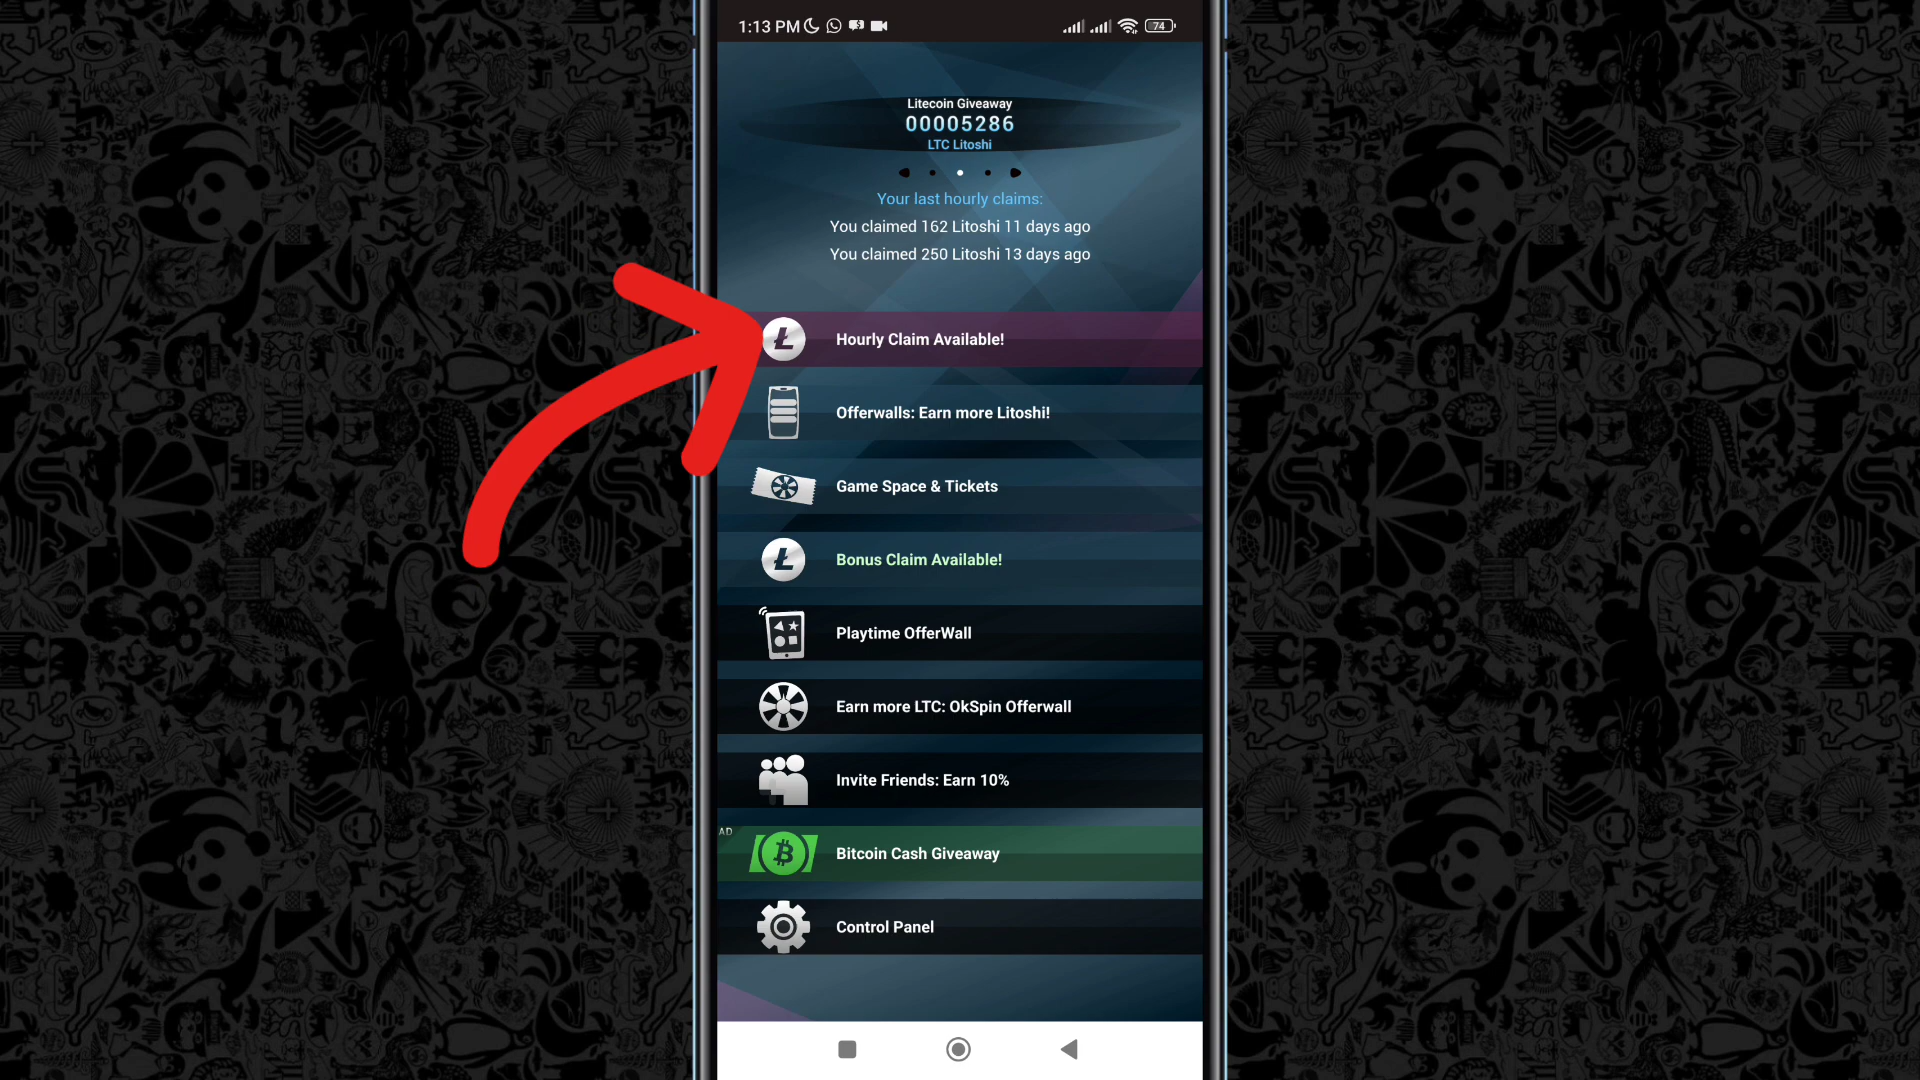 1:13 PM
74
Litecoin Giveaway
00005286
LTC Litoshi
Your last hourly claims:
You claimed 162 Litoshi 11 days ago
You claimed 250 Litoshi 13 days ago
Hourly Claim Available!
Offerwalls: Earn more Litoshi!
Game Space & Tickets
Bonus Claim Available!
Playtime OfferWall
Earn more LTC: OkSpin Offerwall
Invite Friends: Earn 10%
AD
Bitcoin Cash Giveaway
Control Panel